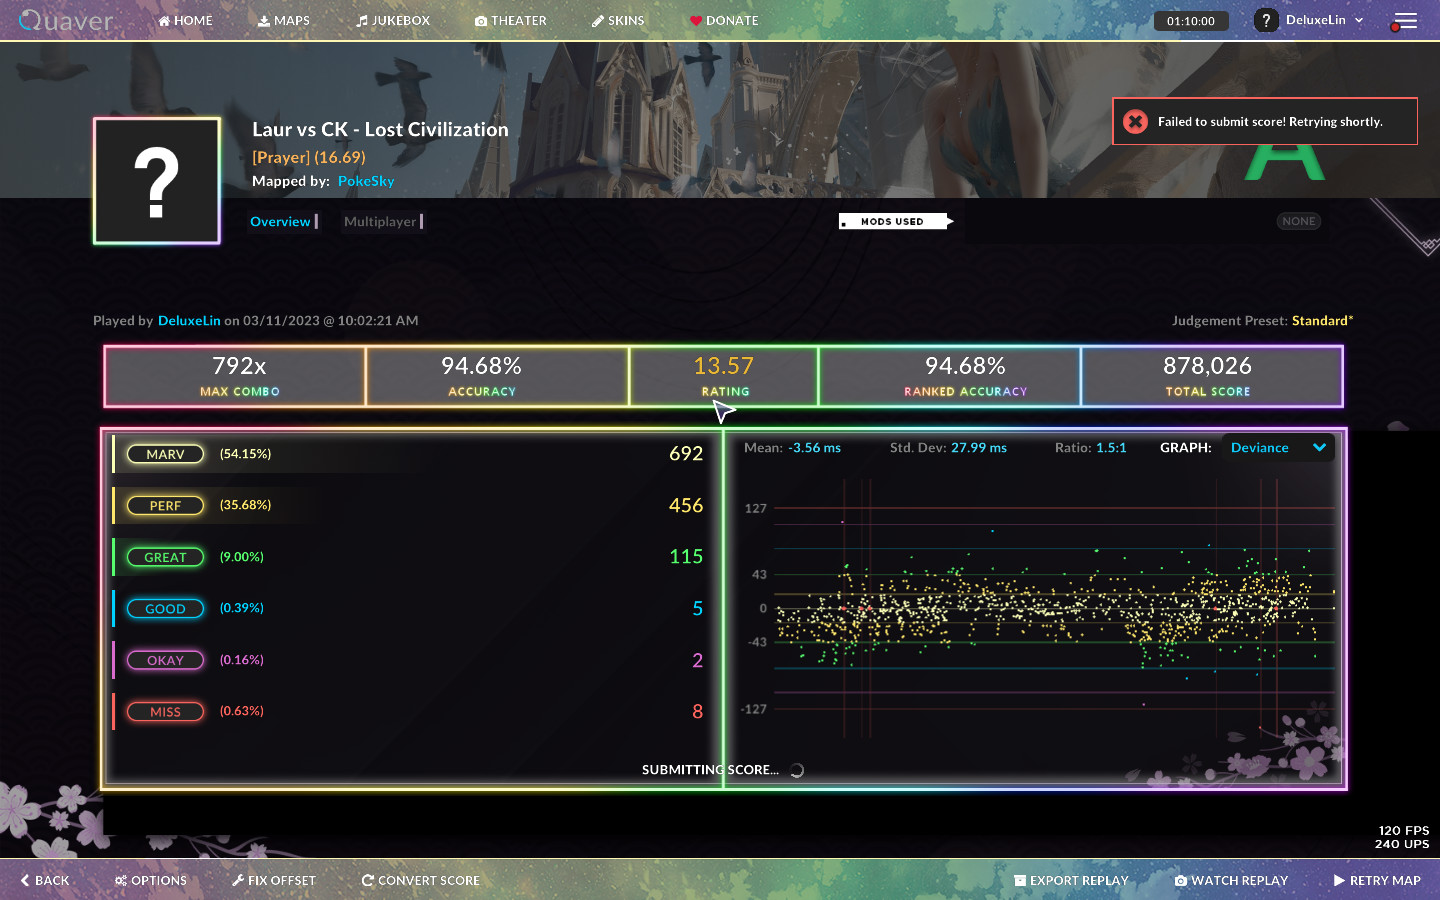 Quaver HOME MAPS JUKEBOX THEATER SKINS DONATE 01:10:00 ? DeluxeLin
Laur vs CK - Lost Civilization
Failed to submit score! Retrying shortly.
A
?
[Prayer] (16.69)
Mapped by: PokeSky
Overview Multiplayer MODS USED NONE
Played by DeluxeLin on 03/11/2023 @ 10:02:21 AM Judgement Preset: Standard*
792x 94.68% 13.57 94.68% 878,026
MAX COMBO ACCURACY RATING RANKED ACCURACY TOTAL SCORE
MARV (54.15%) 692
PERF (35.68%) 456
GREAT (9.00%) 115
GOOD (0.39%) 5
OKAY (0.16%) 2
MISS (0.63%) 8
Mean: -3.56 ms Std. Dev: 27.99 ms Ratio: 1.5:1 GRAPH: Deviance
127
43
0
-43
-127
SUBMITTING SCORE...
120 FPS
240 UPS
BACK OPTIONS FIX OFFSET CONVERT SCORE EXPORT REPLAY WATCH REPLAY RETRY MAP